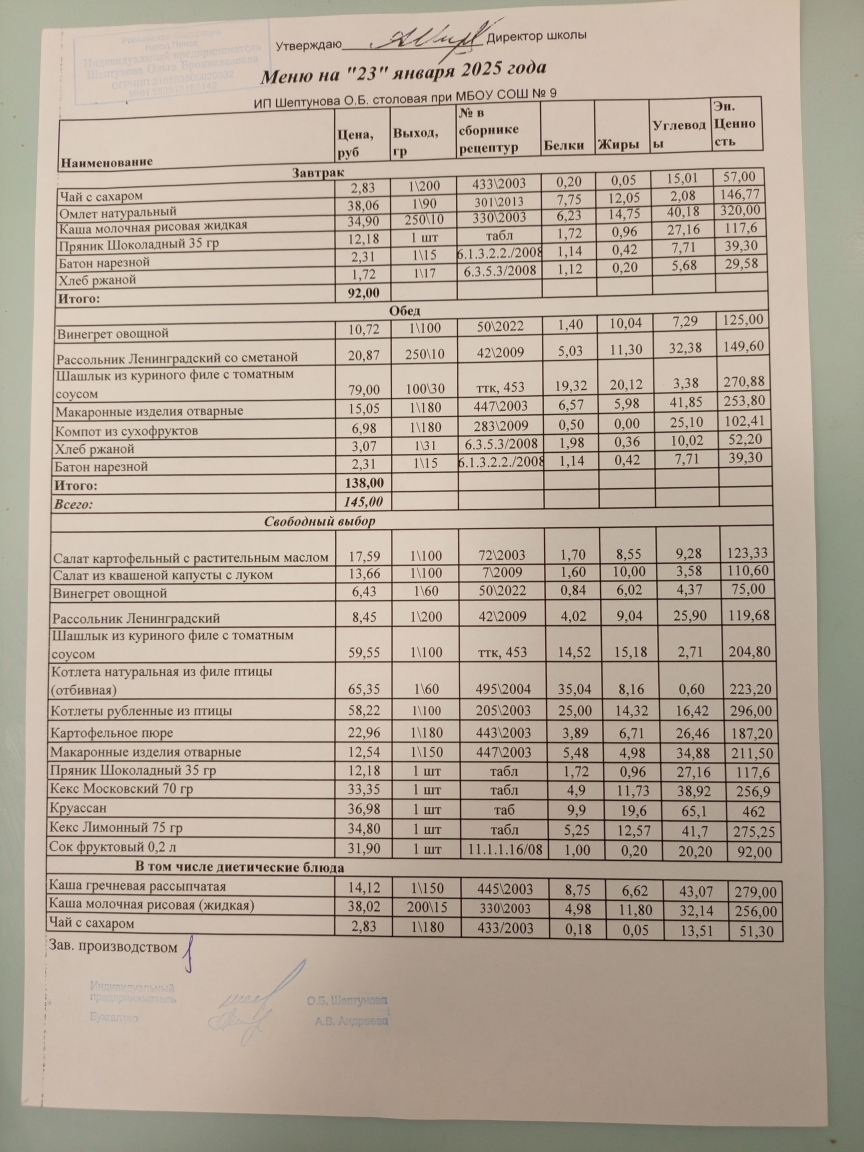 Утверждаю Директор школы
Меню на "23" января 2025 года
ИП Шептунова О.Б. столовая при МБОУ СОШ № 9
Наименование Цена, руб Выход, гр № в сборнике рецептур Белки Жиры Углеводы Эн. Ценность
Завтрак
Чай с сахаром 2,83 1\200 433\2003 0,20 0,05 15,01 57,00
Омлет натуральный 38,06 1\90 301\2013 7,75 12,05 2,08 146,77
Каша молочная рисовая жидкая 34,90 250\10 330\2003 6,23 14,75 40,18 320,00
Пряник Шоколадный 35 гр 12,18 1 шт табл 1,72 0,96 27,16 117,6
Батон нарезной 2,31 1\15 6.1.3.2.2./2008 1,14 0,42 7,71 39,30
Хлеб ржаной 1,72 1\17 6.3.5.3/2008 1,12 0,20 5,68 29,58
Итого: 92,00
Обед
Винегрет овощной 10,72 1\100 50\2022 1,40 10,04 7,29 125,00
Рассольник Ленинградский со сметаной 20,87 250\10 42\2009 5,03 11,30 32,38 149,60
Шашлык из куриного филе с томатным
соусом 79,00 100\30 ттк, 453 19,32 20,12 3,38 270,88
Макаронные изделия отварные 15,05 1\180 447\2003 6,57 5,98 41,85 253,80
Компот из сухофруктов 6,98 1\180 283\2009 0,50 0,00 25,10 102,41
Хлеб ржаной 3,07 1\31 6.3.5.3/2008 1,98 0,36 10,02 52,20
Батон нарезной 2,31 1\15 6.1.3.2.2./2008 1,14 0,42 7,71 39,30
Итого: 138,00
Всего: 145,00
Свободный выбор
Салат картофельный с растительным маслом 17,59 1\100 72\2003 1,70 8,55 9,28 123,33
Салат из квашеной капусты с луком 13,66 1\100 7\2009 1,60 10,00 3,58 110,60
Винегрет овощной 6,43 1\60 50\2022 0,84 6,02 4,37 75,00
Рассольник Ленинградский 8,45 1\200 42\2009 4,02 9,04 25,90 119,68
Шашлык из куриного филе с томатным
соусом 59,55 1\100 ттк, 453 14,52 15,18 2,71 204,80
Котлета натуральная из филе птицы
(отбивная) 65,35 1\60 495\2004 35,04 8,16 0,60 223,20
Котлеты рубленные из птицы 58,22 1\100 205\2003 25,00 14,32 16,42 296,00
Картофельное пюре 22,96 1\180 443\2003 3,89 6,71 26,46 187,20
Макаронные изделия отварные 12,54 1\150 447\2003 5,48 4,98 34,88 211,50
Пряник Шоколадный 35 гр 12,18 1 шт табл 1,72 0,96 27,16 117,6
Кекс Московский 70 гр 33,35 1 шт табл 4,9 11,73 38,92 256,9
Круассан 36,98 1 шт таб 9,9 19,6 65,1 462
Кекс Лимонный 75 гр 34,80 1 шт табл 5,25 12,57 41,7 275,25
Сок фруктовый 0,2 л 31,90 1 шт 11.1.1.16/08 1,00 0,20 20,20 92,00
В том числе диетические блюда
Каша гречневая рассыпчатая 14,12 1\150 445\2003 8,75 6,62 43,07 279,00
Каша молочная рисовая (жидкая) 38,02 200\15 330\2003 4,98 11,80 32,14 256,00
Чай с сахаром 2,83 1\180 433/2003 0,18 0,05 13,51 51,30
Зав. производством
Индивидуальный
предприниматель О.Б. Шептунова
Бухгалтер А.В. Андреева